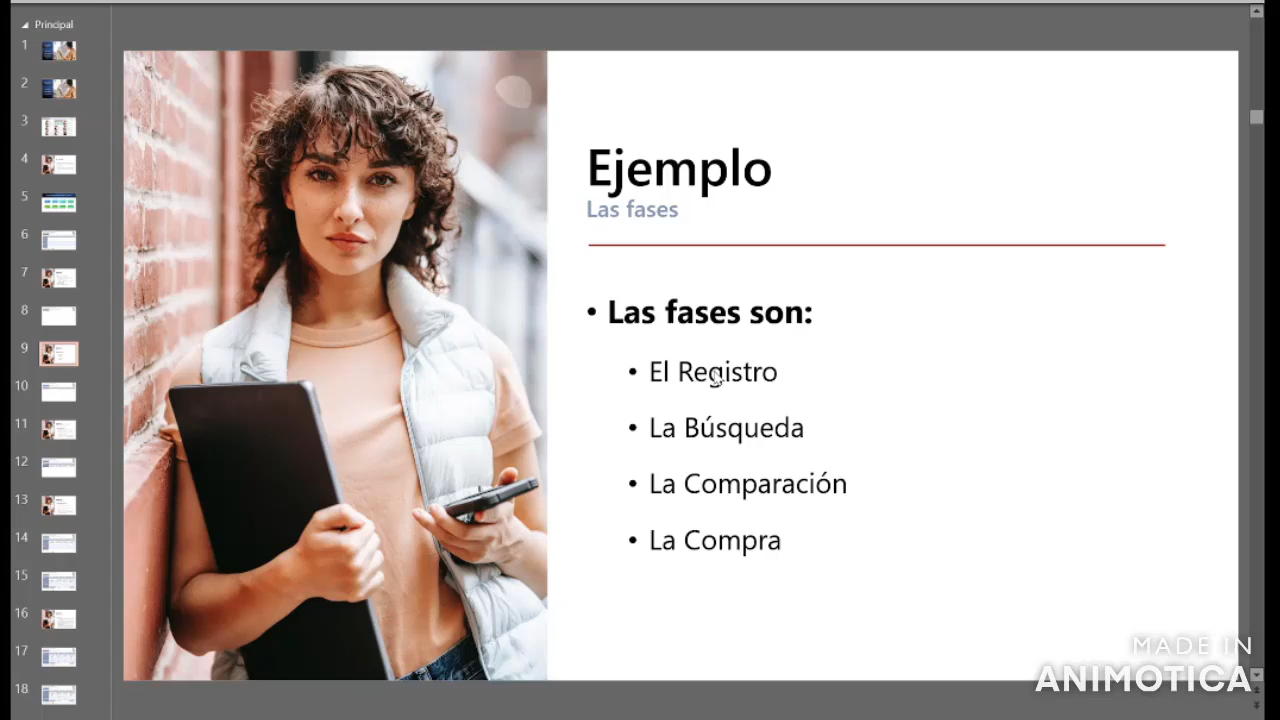 Principal
1
2
3
4
5
6
7
8
9
10
11
12
13
14
15
16
17
18
Ejemplo
Las fases
• Las fases son:
• El Registro
• La Búsqueda
• La Comparación
• La Compra
MADE IN
ANIMOTICA